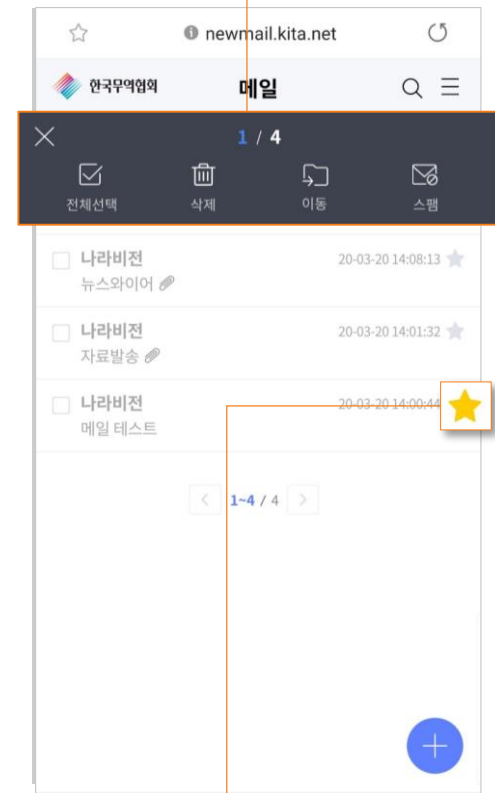 newmail.kita.net
한국무역협회 메일
1 / 4
전체선택 삭제 이동 스팸
나라비전 20-03-20 14:08:13
뉴스와이어
나라비전 20-03-20 14:01:32
자료발송
나라비전 20-03-20 14:00:44
메일 테스트
< 1~4 / 4 >